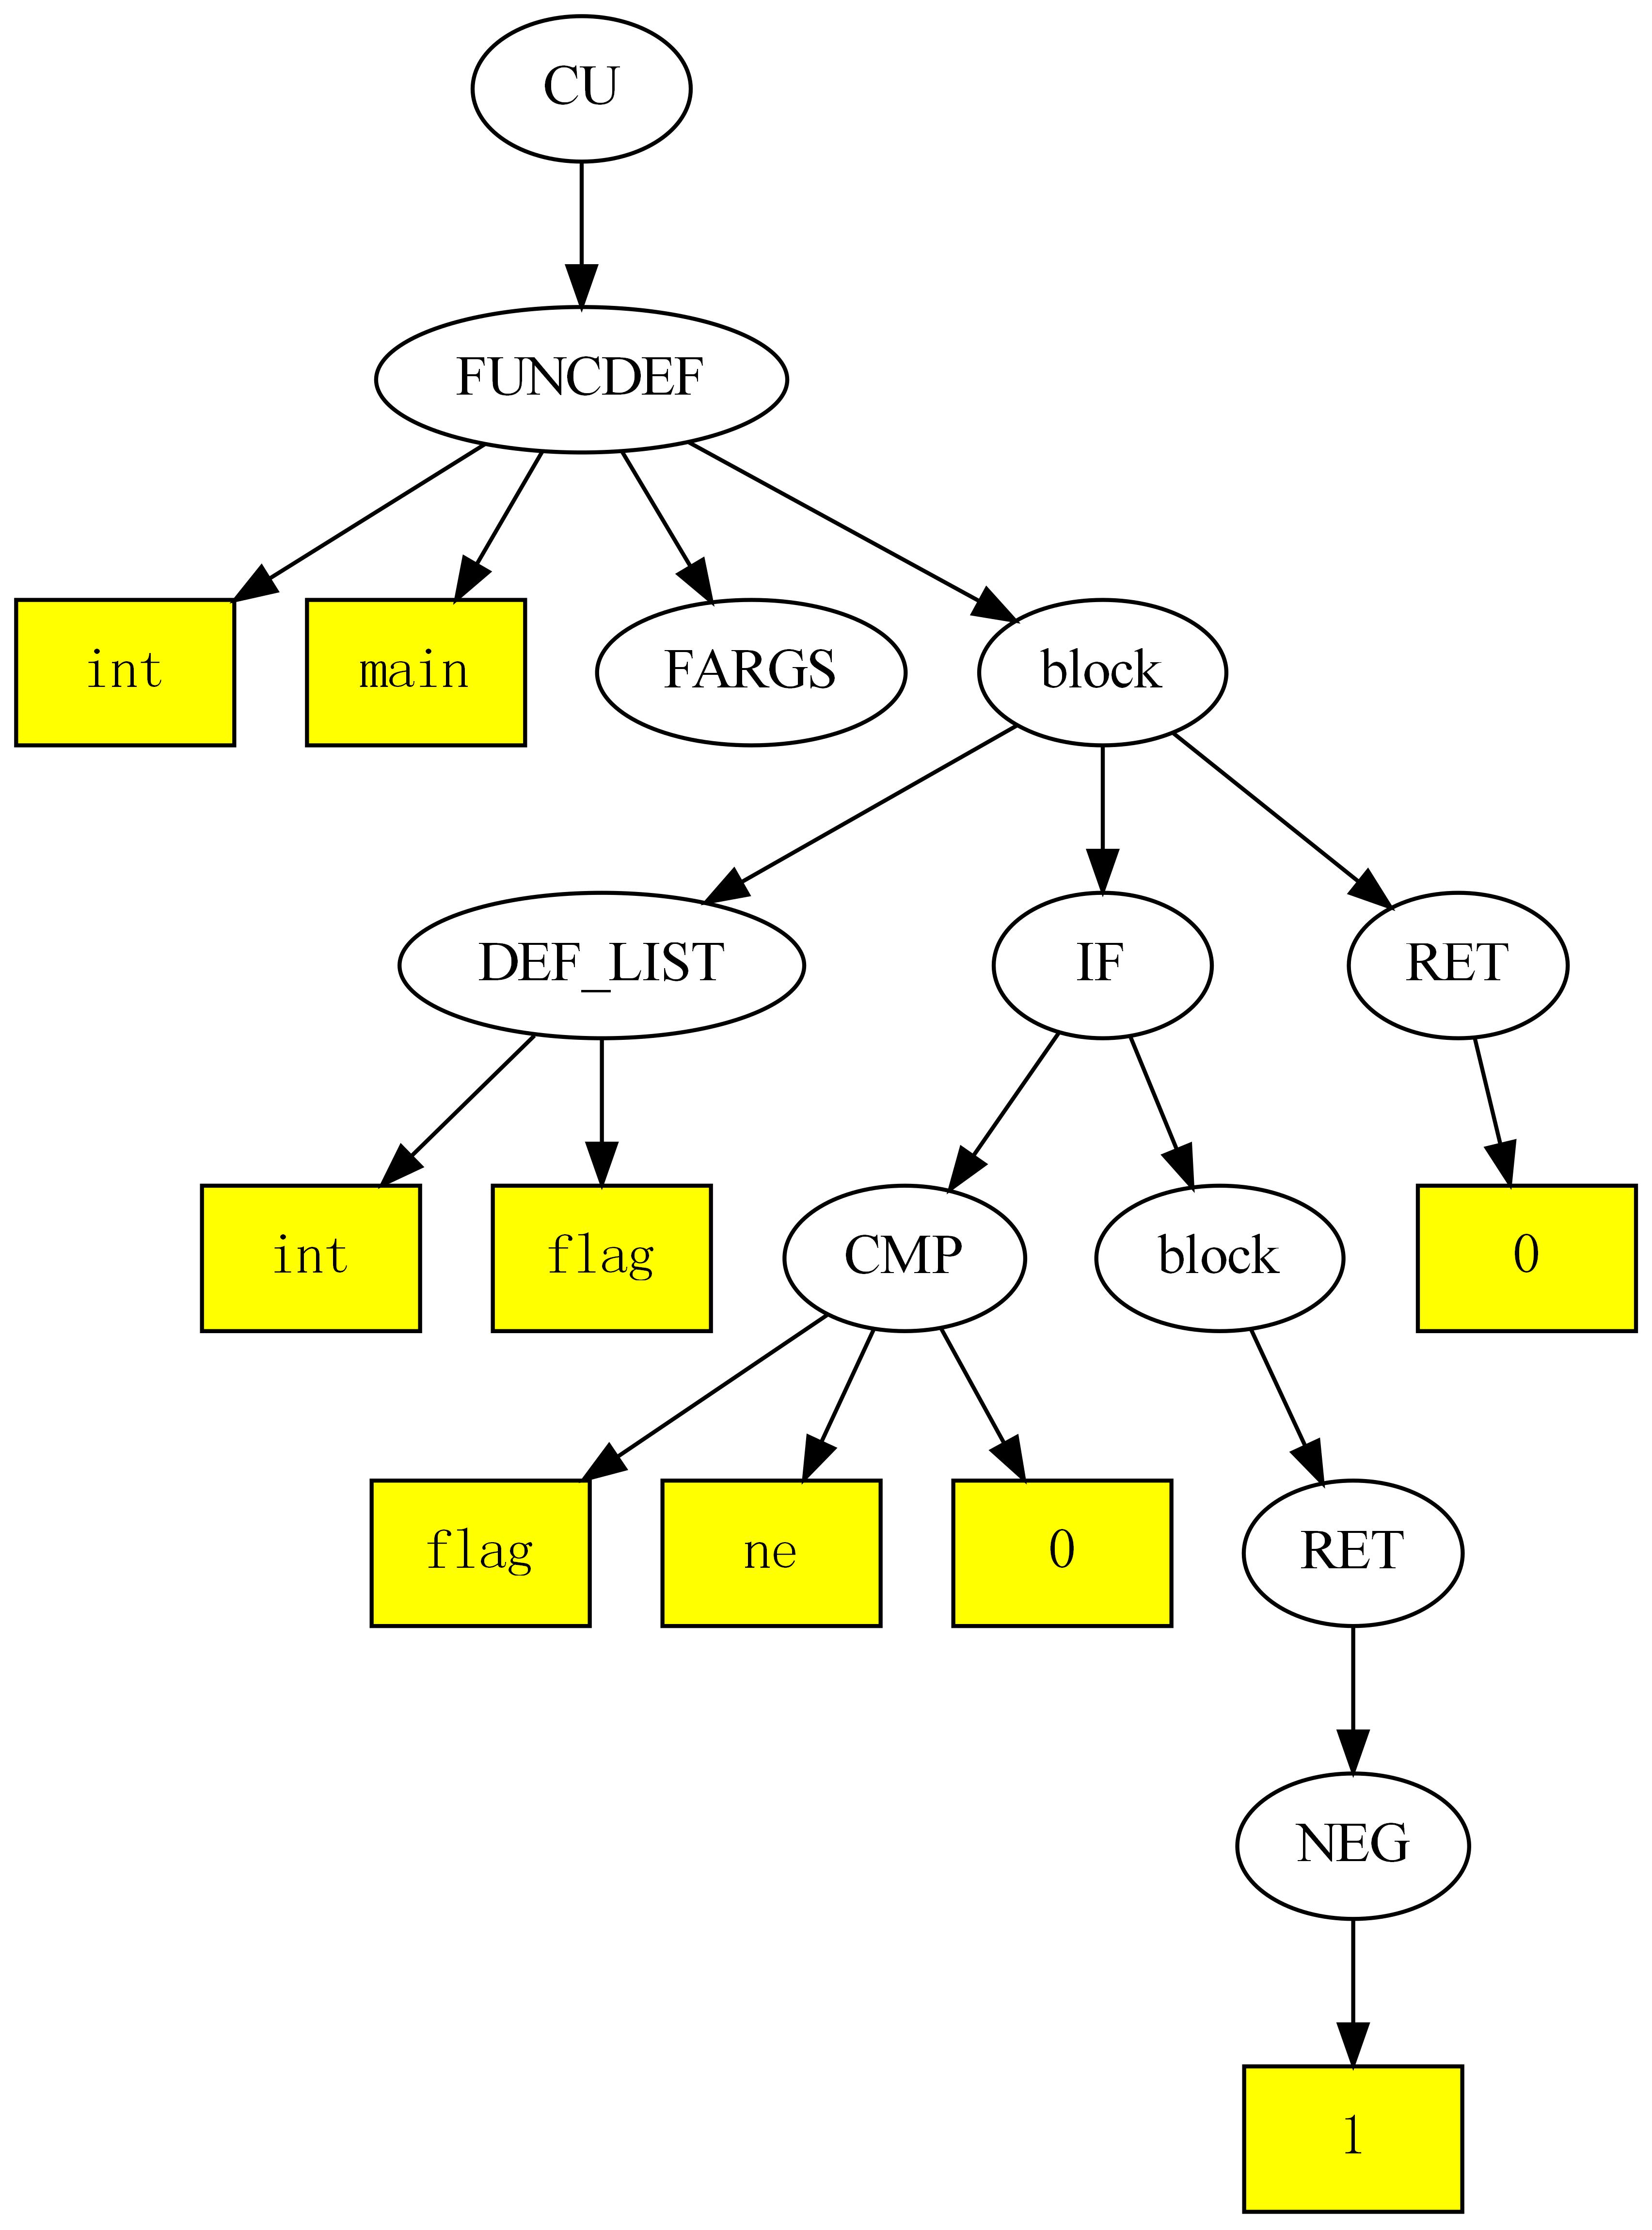 CU
FUNCDEF
int main FARGS block
DEF_LIST IF RET
int flag CMP block 0
flag ne 0 RET
NEG
1